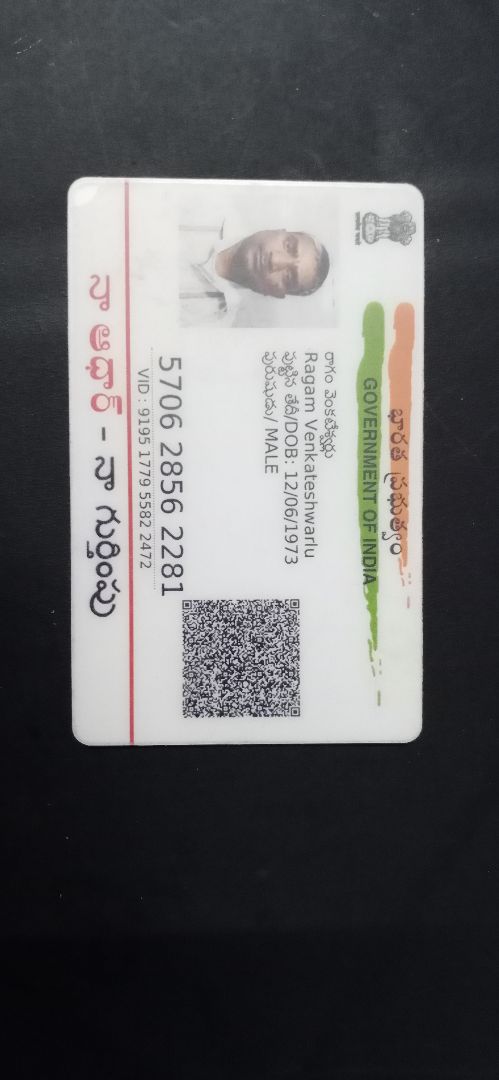 భారత ప్రభుత్వం
GOVERNMENT OF INDIA
రాగం వెంకటేశ్వర్లు
Ragam Venkateshwarlu
పుట్టిన తేదీ/DOB: 12/06/1973
పురుషుడు/ MALE
5706 2856 2281
VID : 9195 1779 5582 2472
నా ఆధార్ - నా గుర్తింపు